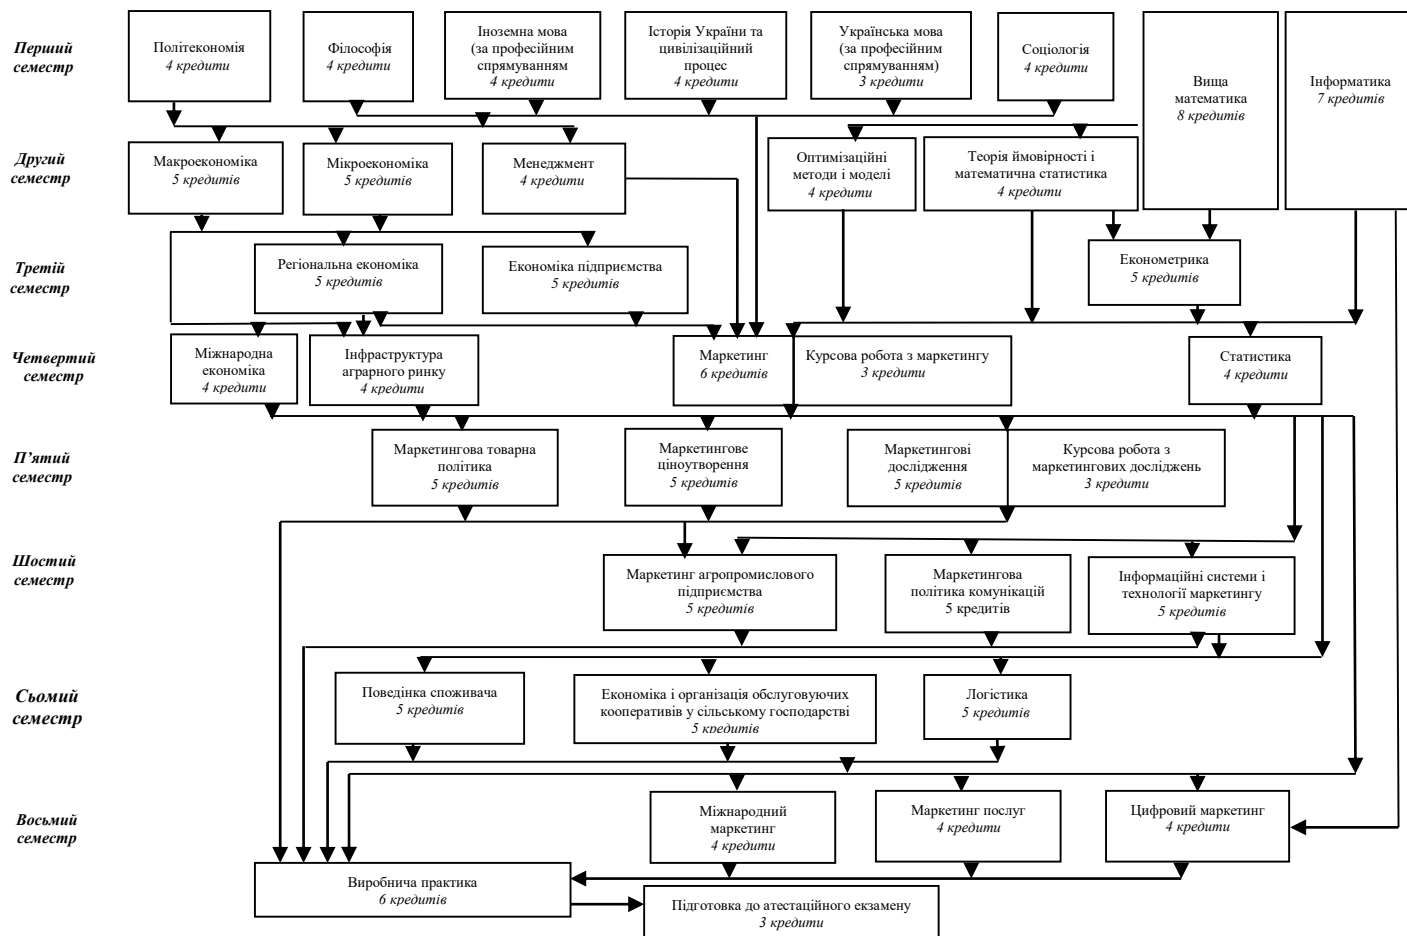 Перший
семестр
Політекономія
4 кредити
Філософія
4 кредити
Іноземна мова
(за професійним
спрямуванням
4 кредити
Історія України та
цивілізаційний
процес
4 кредити
Українська мова
(за професійним
спрямуванням)
3 кредити
Соціологія
4 кредити
Вища
математика
8 кредитів
Інформатика
7 кредитів
Другий
семестр
Макроекономіка
5 кредитів
Мікроекономіка
5 кредитів
Менеджмент
4 кредити
Оптимізаційні
методи і моделі
4 кредити
Теорія ймовірності і
математична статистика
4 кредити
Третій
семестр
Регіональна економіка
5 кредитів
Економіка підприємства
5 кредитів
Економетрика
5 кредитів
Четвертий
семестр
Міжнародна
економіка
4 кредити
Інфраструктура
аграрного ринку
4 кредити
Маркетинг
6 кредитів
Курсова робота з маркетингу
3 кредити
Статистика
4 кредити
П’ятий
семестр
Маркетингова товарна
політика
5 кредитів
Маркетингове
ціноутворення
5 кредитів
Маркетингові
дослідження
5 кредитів
Курсова робота з
маркетингових досліджень
3 кредити
Шостий
семестр
Маркетинг агропромислового
підприємства
5 кредитів
Маркетингова
політика комунікацій
5 кредитів
Інформаційні системи і
технології маркетингу
5 кредитів
Сьомий
семестр
Поведінка споживача
5 кредитів
Економіка і організація обслуговуючих
кооперативів у сільському господарстві
5 кредитів
Логістика
5 кредитів
Восьмий
семестр
Міжнародний
маркетинг
4 кредити
Маркетинг послуг
4 кредити
Цифровий маркетинг
4 кредити
Виробнича практика
6 кредитів
Підготовка до атестаційного екзамену
3 кредити